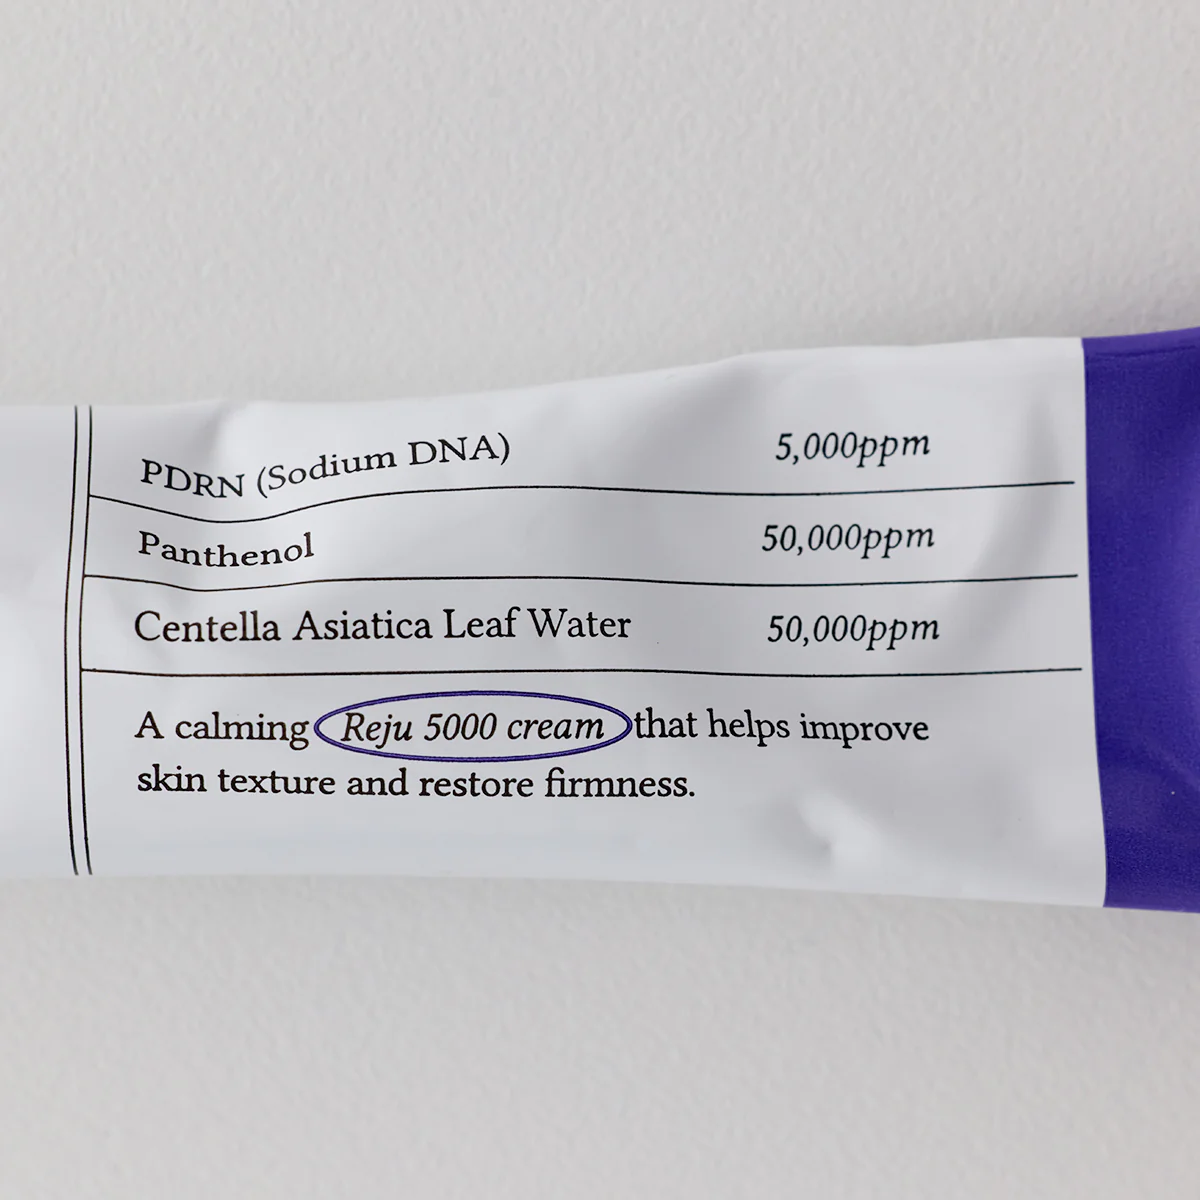 PDRN (Sodium DNA) 5,000ppm
Panthenol 50,000ppm
Centella Asiatica Leaf Water 50,000ppm
A calming Reju 5000 cream that helps improve
skin texture and restore firmness.